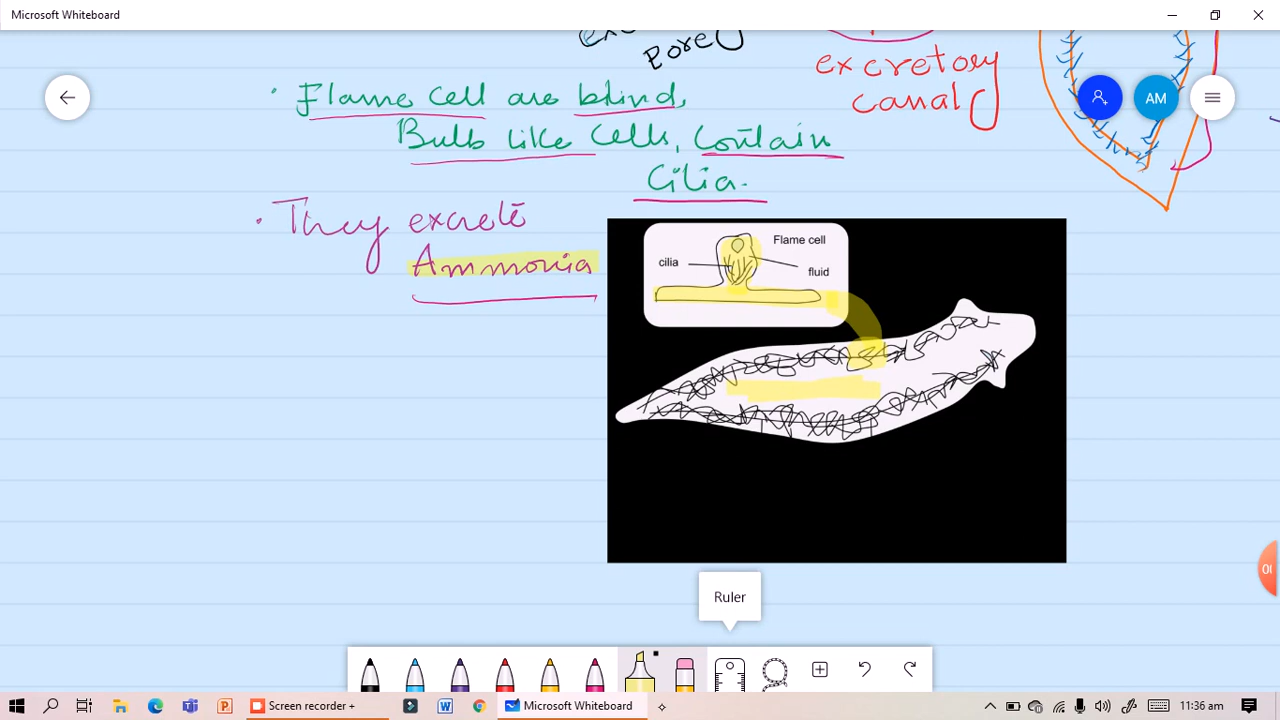 Microsoft Whiteboard
Pore
excretory
canal
AM
Flame Cell are blind,
Bulb like Cells, Contain
Cilia.
They excrete
Ammonia
Flame cell
cilia
fluid
Ruler
Screen recorder +
Microsoft Whiteboard
11:36 am